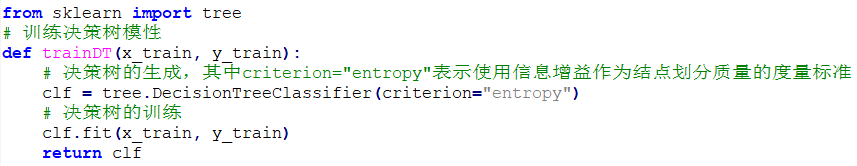 from sklearn import tree
# 训练决策树模性
def trainDT(x_train, y_train):
    # 决策树的生成，其中criterion="entropy"表示使用信息增益作为结点划分质量的度量标准
    clf = tree.DecisionTreeClassifier(criterion="entropy")
    # 决策树的训练
    clf.fit(x_train, y_train)
    return clf